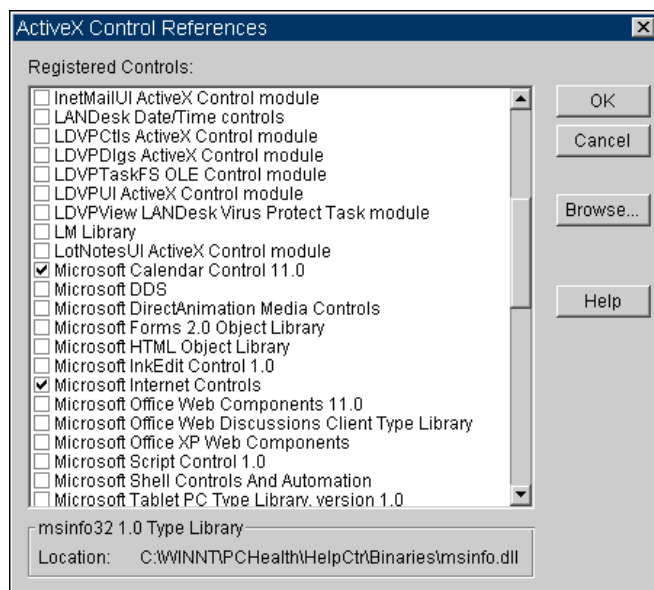 ActiveX Control References
Registered Controls:
InetMailUI ActiveX Control module
LANDesk Date/Time controls
LDVPCtls ActiveX Control module
LDVPDlgs ActiveX Control module
LDVPTaskFS OLE Control module
LDVPUI ActiveX Control module
LDVPView LANDesk Virus Protect Task module
LM Library
LotNotesUI ActiveX Control module
Microsoft Calendar Control 11.0
Microsoft DDS
Microsoft DirectAnimation Media Controls
Microsoft Forms 2.0 Object Library
Microsoft HTML Object Library
Microsoft InkEdit Control 1.0
Microsoft Internet Controls
Microsoft Office Web Components 11.0
Microsoft Office Web Discussions Client Type Library
Microsoft Office XP Web Components
Microsoft Script Control 1.0
Microsoft Shell Controls And Automation
Microsoft Tablet PC Type Library, version 1.0
OK
Cancel
Browse...
Help
msinfo32 1.0 Type Library
Location: C:\WINNT\PCHealth\HelpCtr\Binaries\msinfo.dll